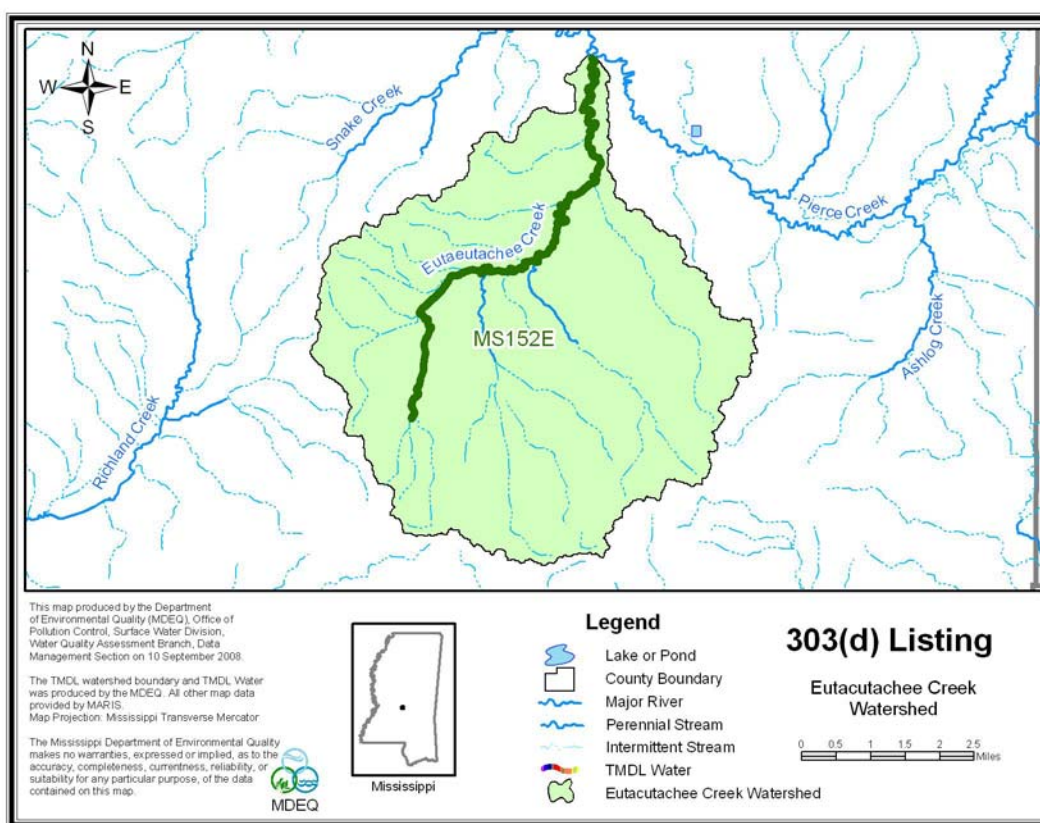 N
W E
S
Snake Creek
Eutaeutachee Creek
Pierce Creek
MS152E
Ashlog Creek
Richland Creek
This map produced by the Department
of Environmental Quality (MDEQ), Office of
Pollution Control, Surface Water Division,
Water Quality Assessment Branch, Data
Management Section on 10 September 2008.
The TMDL watershed boundary and TMDL Water
was produced by the MDEQ. All other map data
provided by MARIS.
Map Projection: Mississippi Transverse Mercator
The Mississippi Department of Environmental Quality
makes no warranties, expressed or implied, as to the
accuracy, completeness, currentness, reliability, or
suitability for any particular purpose, of the data
contained on this map.
MDEQ
Mississippi
Legend
Lake or Pond
County Boundary
Major River
Perennial Stream
Intermittent Stream
TMDL Water
Eutacutachee Creek Watershed
303(d) Listing
Eutacutachee Creek
Watershed
0 0.5 1 1.5 2 2.5
Miles